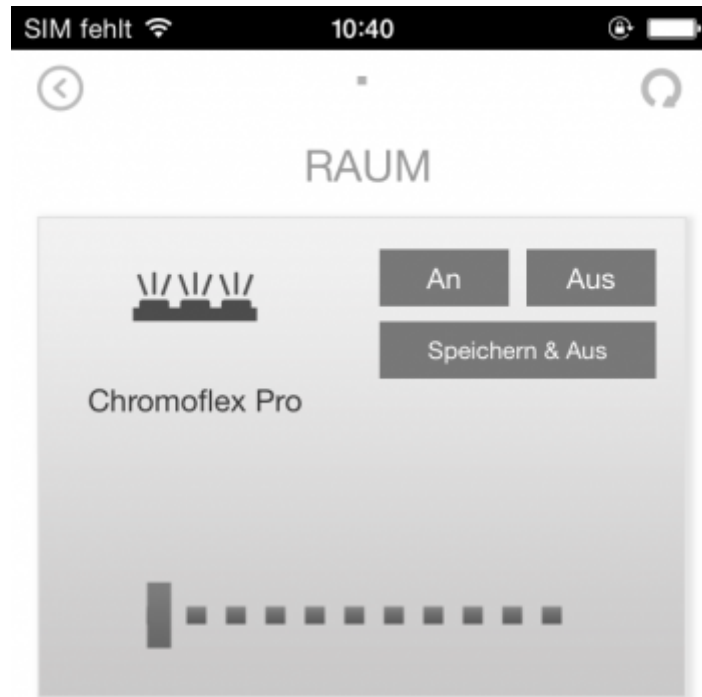 SIM fehlt 10:40
RAUM
An Aus
Speichern & Aus
Chromoflex Pro